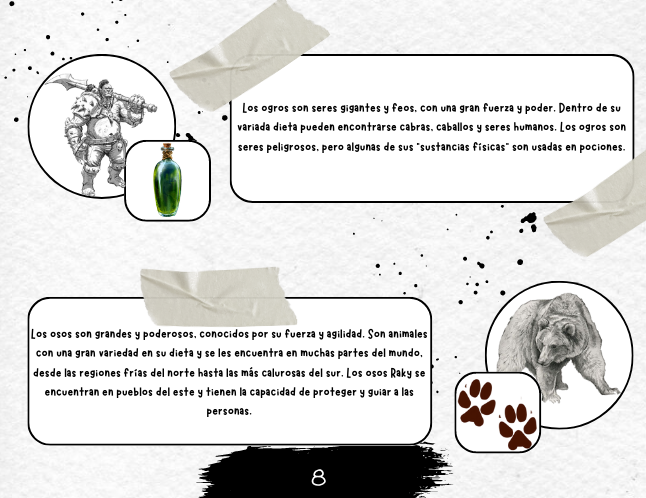 Los ogros son seres gigantes y feos, con una gran fuerza y poder. Dentro de su
variada dieta pueden encontrarse cabras, caballos y seres humanos. Los ogros son
seres peligrosos, pero algunas de sus "sustancias físicas" son usadas en pociones.
Los osos son grandes y poderosos, conocidos por su fuerza y agilidad. Son animales
con una gran variedad en su dieta y se les encuentra en muchas partes del mundo,
desde las regiones frías del norte hasta las más calurosas del sur. Los osos Raky se
encuentran en pueblos del este y tienen la capacidad de proteger y guiar a las
personas.
8